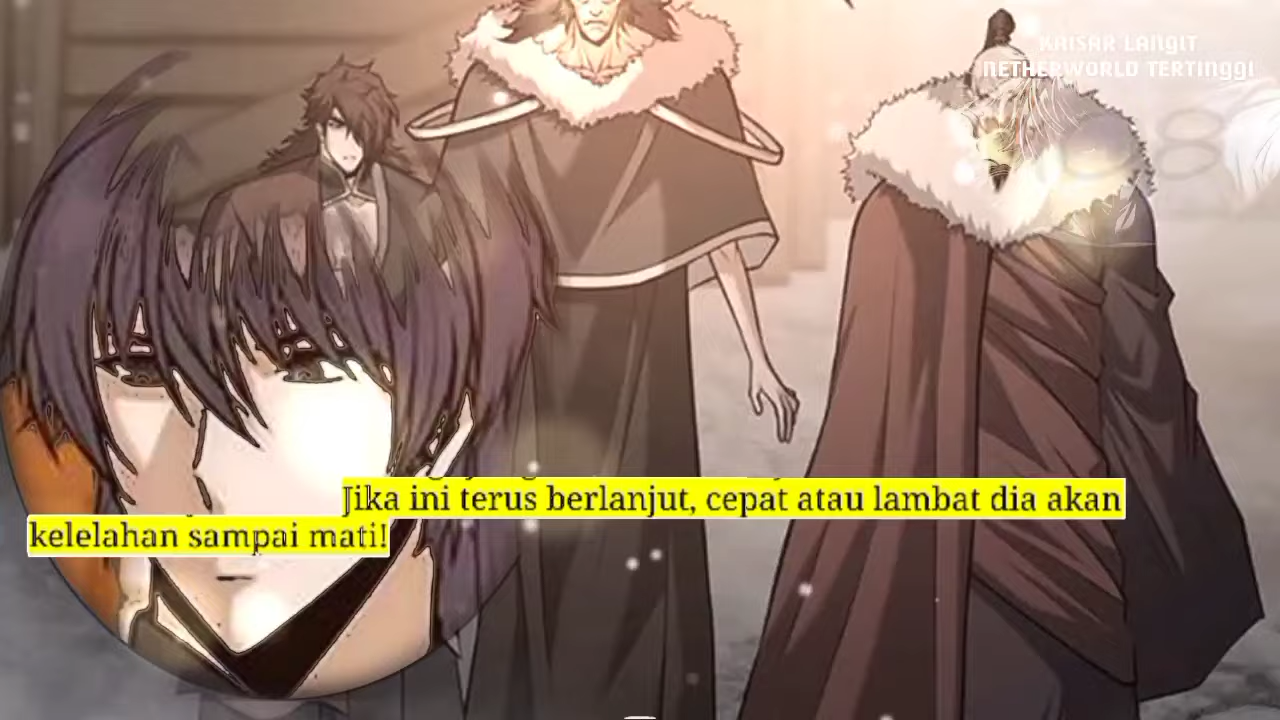 KAISAR LANGIT
NETHERWORLD TERTINGGI
Jika ini terus berlanjut, cepat atau lambat dia akan
kelelahan sampai mati!